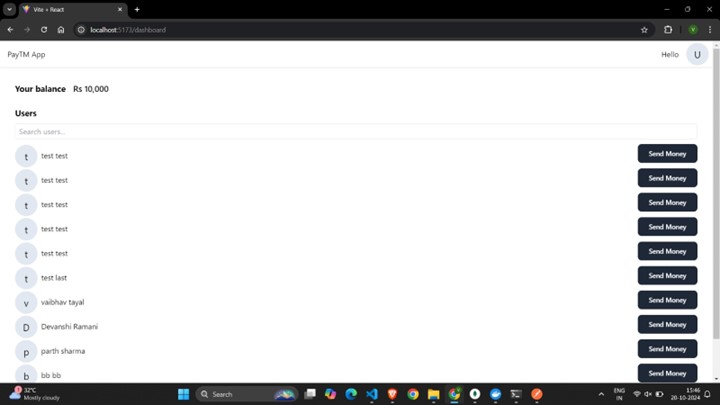 Vite + React
localhost:5173/dashboard
V
PayTM App
Hello U
Your balance Rs 10,000
Users
Search users...
t test test Send Money
t test test Send Money
t test test Send Money
t test test Send Money
t test test Send Money
t test last Send Money
v vaibhav tayal Send Money
D Devanshi Ramani Send Money
p parth sharma Send Money
b bb bb Send Money
32°C
Mostly cloudy
Search
ENG
IN
15:46
20-10-2024